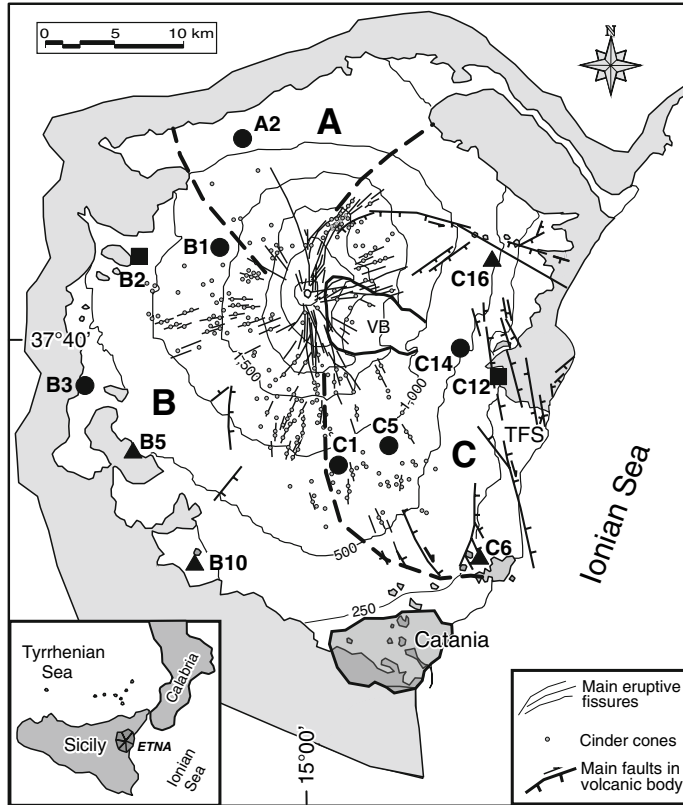 0 5 10 km
N
A2
A
B1
B2
C16
VB
37°40'
C14
B3
1·500
1·000
C12
B
TFS
C5
B5
C1
C
Ionian Sea
500
C6
B10
250
Catania
Tyrrhenian
Sea
Calabria
Sicily
ETNA
Ionian
Sea
15°00'
Main eruptive
fissures
Cinder cones
Main faults in
volcanic body